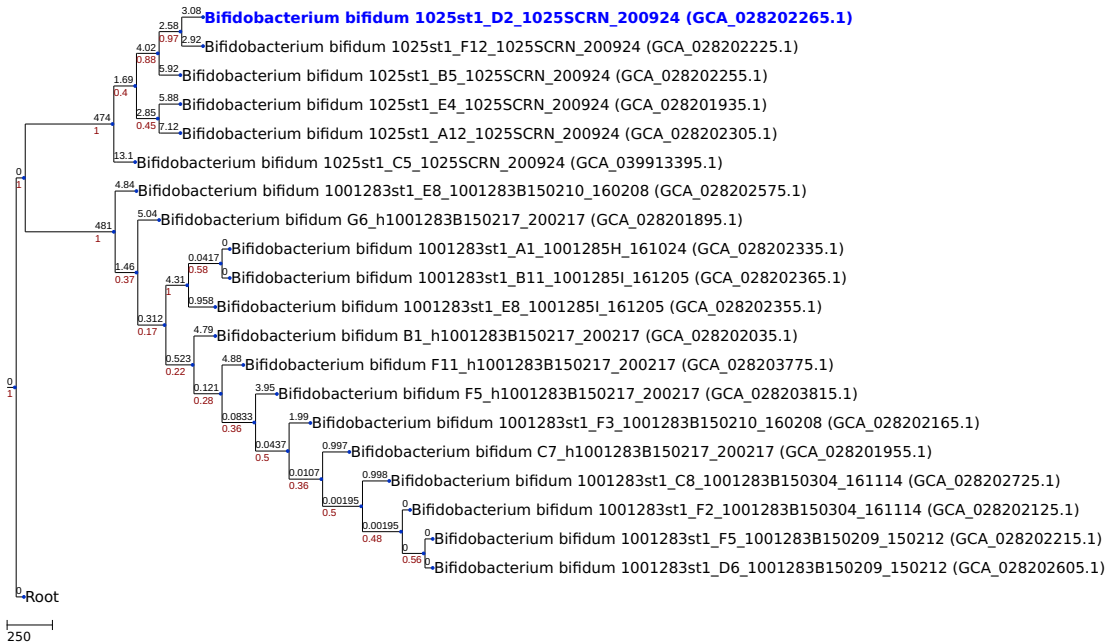 3.08
Bifidobacterium bifidum 1025st1_D2_1025SCRN_200924 (GCA_028202265.1)
2.58
0.97
2.92
Bifidobacterium bifidum 1025st1_F12_1025SCRN_200924 (GCA_028202225.1)
4.02
0.88
5.92
Bifidobacterium bifidum 1025st1_B5_1025SCRN_200924 (GCA_028202255.1)
1.69
0.4
5.88
Bifidobacterium bifidum 1025st1_E4_1025SCRN_200924 (GCA_028201935.1)
2.85
0.45
7.12
Bifidobacterium bifidum 1025st1_A12_1025SCRN_200924 (GCA_028202305.1)
474
1
13.1
Bifidobacterium bifidum 1025st1_C5_1025SCRN_200924 (GCA_039913395.1)
0
1
4.84
Bifidobacterium bifidum 1001283st1_E8_1001283B150210_160208 (GCA_028202575.1)
5.04
Bifidobacterium bifidum G6_h1001283B150217_200217 (GCA_028201895.1)
481
1
0
Bifidobacterium bifidum 1001283st1_A1_1001285H_161024 (GCA_028202335.1)
0.0417
0.58
0
Bifidobacterium bifidum 1001283st1_B11_1001285I_161205 (GCA_028202365.1)
1.46
0.37
4.31
1
0.958
Bifidobacterium bifidum 1001283st1_E8_1001285I_161205 (GCA_028202355.1)
0.312
0.17
4.79
Bifidobacterium bifidum B1_h1001283B150217_200217 (GCA_028202035.1)
0.523
0.22
4.88
Bifidobacterium bifidum F11_h1001283B150217_200217 (GCA_028203775.1)
0
1
0.121
0.28
3.95
Bifidobacterium bifidum F5_h1001283B150217_200217 (GCA_028203815.1)
0.0833
0.36
1.99
Bifidobacterium bifidum 1001283st1_F3_1001283B150210_160208 (GCA_028202165.1)
0.0437
0.5
0.997
Bifidobacterium bifidum C7_h1001283B150217_200217 (GCA_028201955.1)
0.0107
0.36
0.998
Bifidobacterium bifidum 1001283st1_C8_1001283B150304_161114 (GCA_028202725.1)
0.00195
0.5
0
Bifidobacterium bifidum 1001283st1_F2_1001283B150304_161114 (GCA_028202125.1)
0.00195
0.48
0
Bifidobacterium bifidum 1001283st1_F5_1001283B150209_150212 (GCA_028202215.1)
0
0.56
0
Bifidobacterium bifidum 1001283st1_D6_1001283B150209_150212 (GCA_028202605.1)
0
Root
250